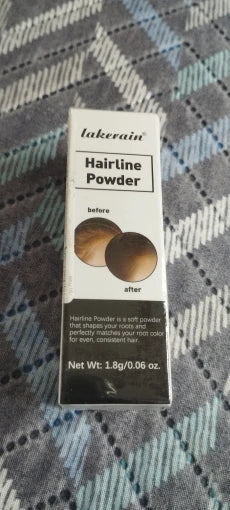 lakerain®
Hairline
Powder
before
after
Hairline Powder is a soft powder
that shapes your roots and
perfectly matches your root color
for even, consistent hair.
Net Wt: 1.8g/0.06 oz.